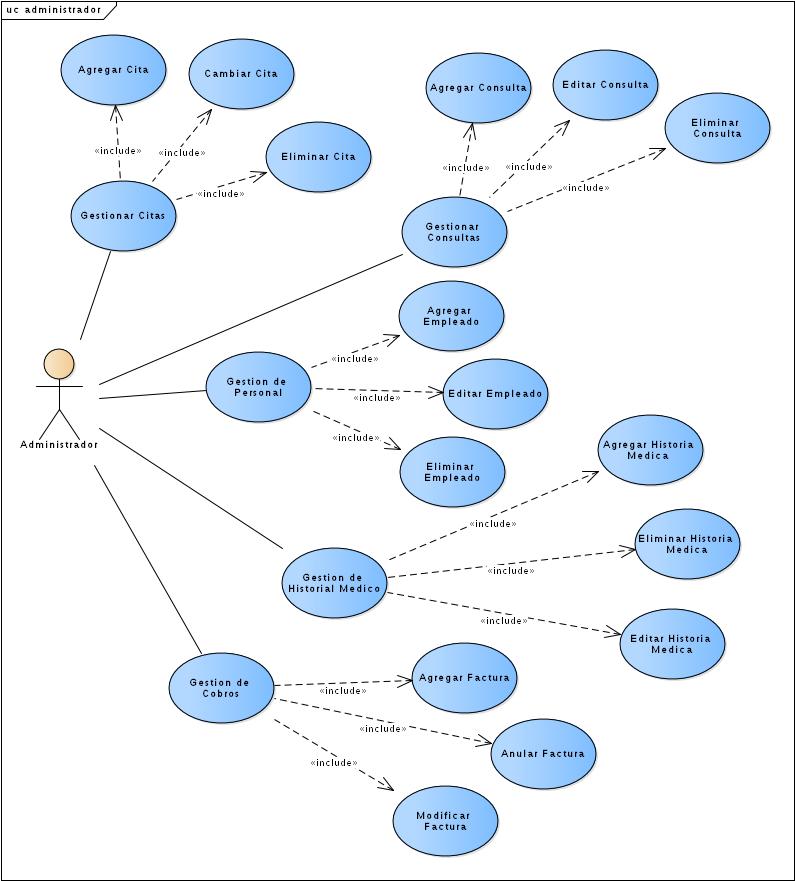 uc administrador
Agregar Cita
Cambiar Cita
Eliminar Cita
«include»
«include»
«include»
Gestionar Citas
Agregar Consulta
Editar Consulta
Eliminar
Consulta
«include»
«include»
«include»
Gestionar
Consultas
Administrador
Gestion de
Personal
«include»
«include»
«include»
Agregar
Empleado
Editar Empleado
Eliminar
Empleado
Gestion de
Historial Medico
«include»
«include»
«include»
Agregar Historia
Medica
Eliminar Historia
Medica
Editar Historia
Medica
Gestion de
Cobros
«include»
«include»
«include»
Agregar Factura
Anular Factura
Modificar
Factura